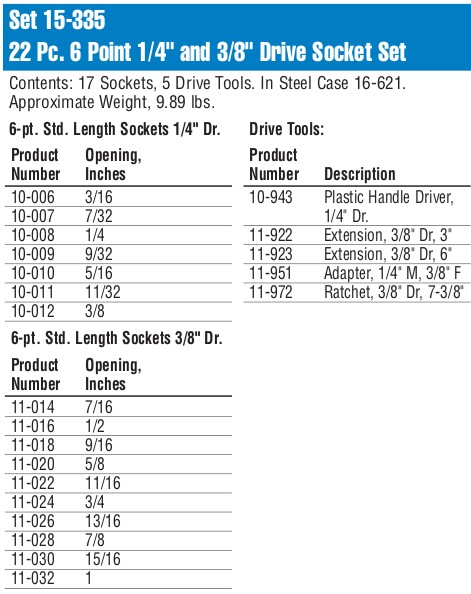 Set 15-335
22 Pc. 6 Point 1/4" and 3/8" Drive Socket Set
Contents: 17 Sockets, 5 Drive Tools. In Steel Case 16-621.
Approximate Weight, 9.89 lbs.
6-pt. Std. Length Sockets 1/4" Dr.
Product Opening,
Number Inches
10-006 3/16
10-007 7/32
10-008 1/4
10-009 9/32
10-010 5/16
10-011 11/32
10-012 3/8
6-pt. Std. Length Sockets 3/8" Dr.
Product Opening,
Number Inches
11-014 7/16
11-016 1/2
11-018 9/16
11-020 5/8
11-022 11/16
11-024 3/4
11-026 13/16
11-028 7/8
11-030 15/16
11-032 1
Drive Tools:
Product
Number Description
10-943 Plastic Handle Driver,
1/4" Dr.
11-922 Extension, 3/8" Dr, 3"
11-923 Extension, 3/8" Dr, 6"
11-951 Adapter, 1/4" M, 3/8" F
11-972 Ratchet, 3/8" Dr, 7-3/8"